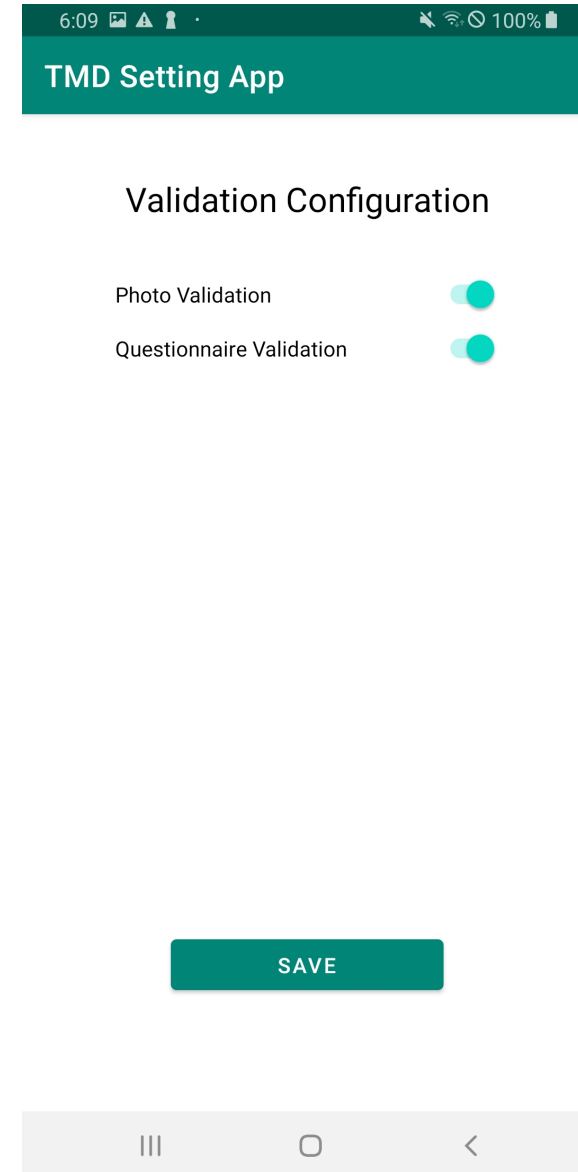 6:09 100%
TMD Setting App
Validation Configuration
Photo Validation
Questionnaire Validation
SAVE